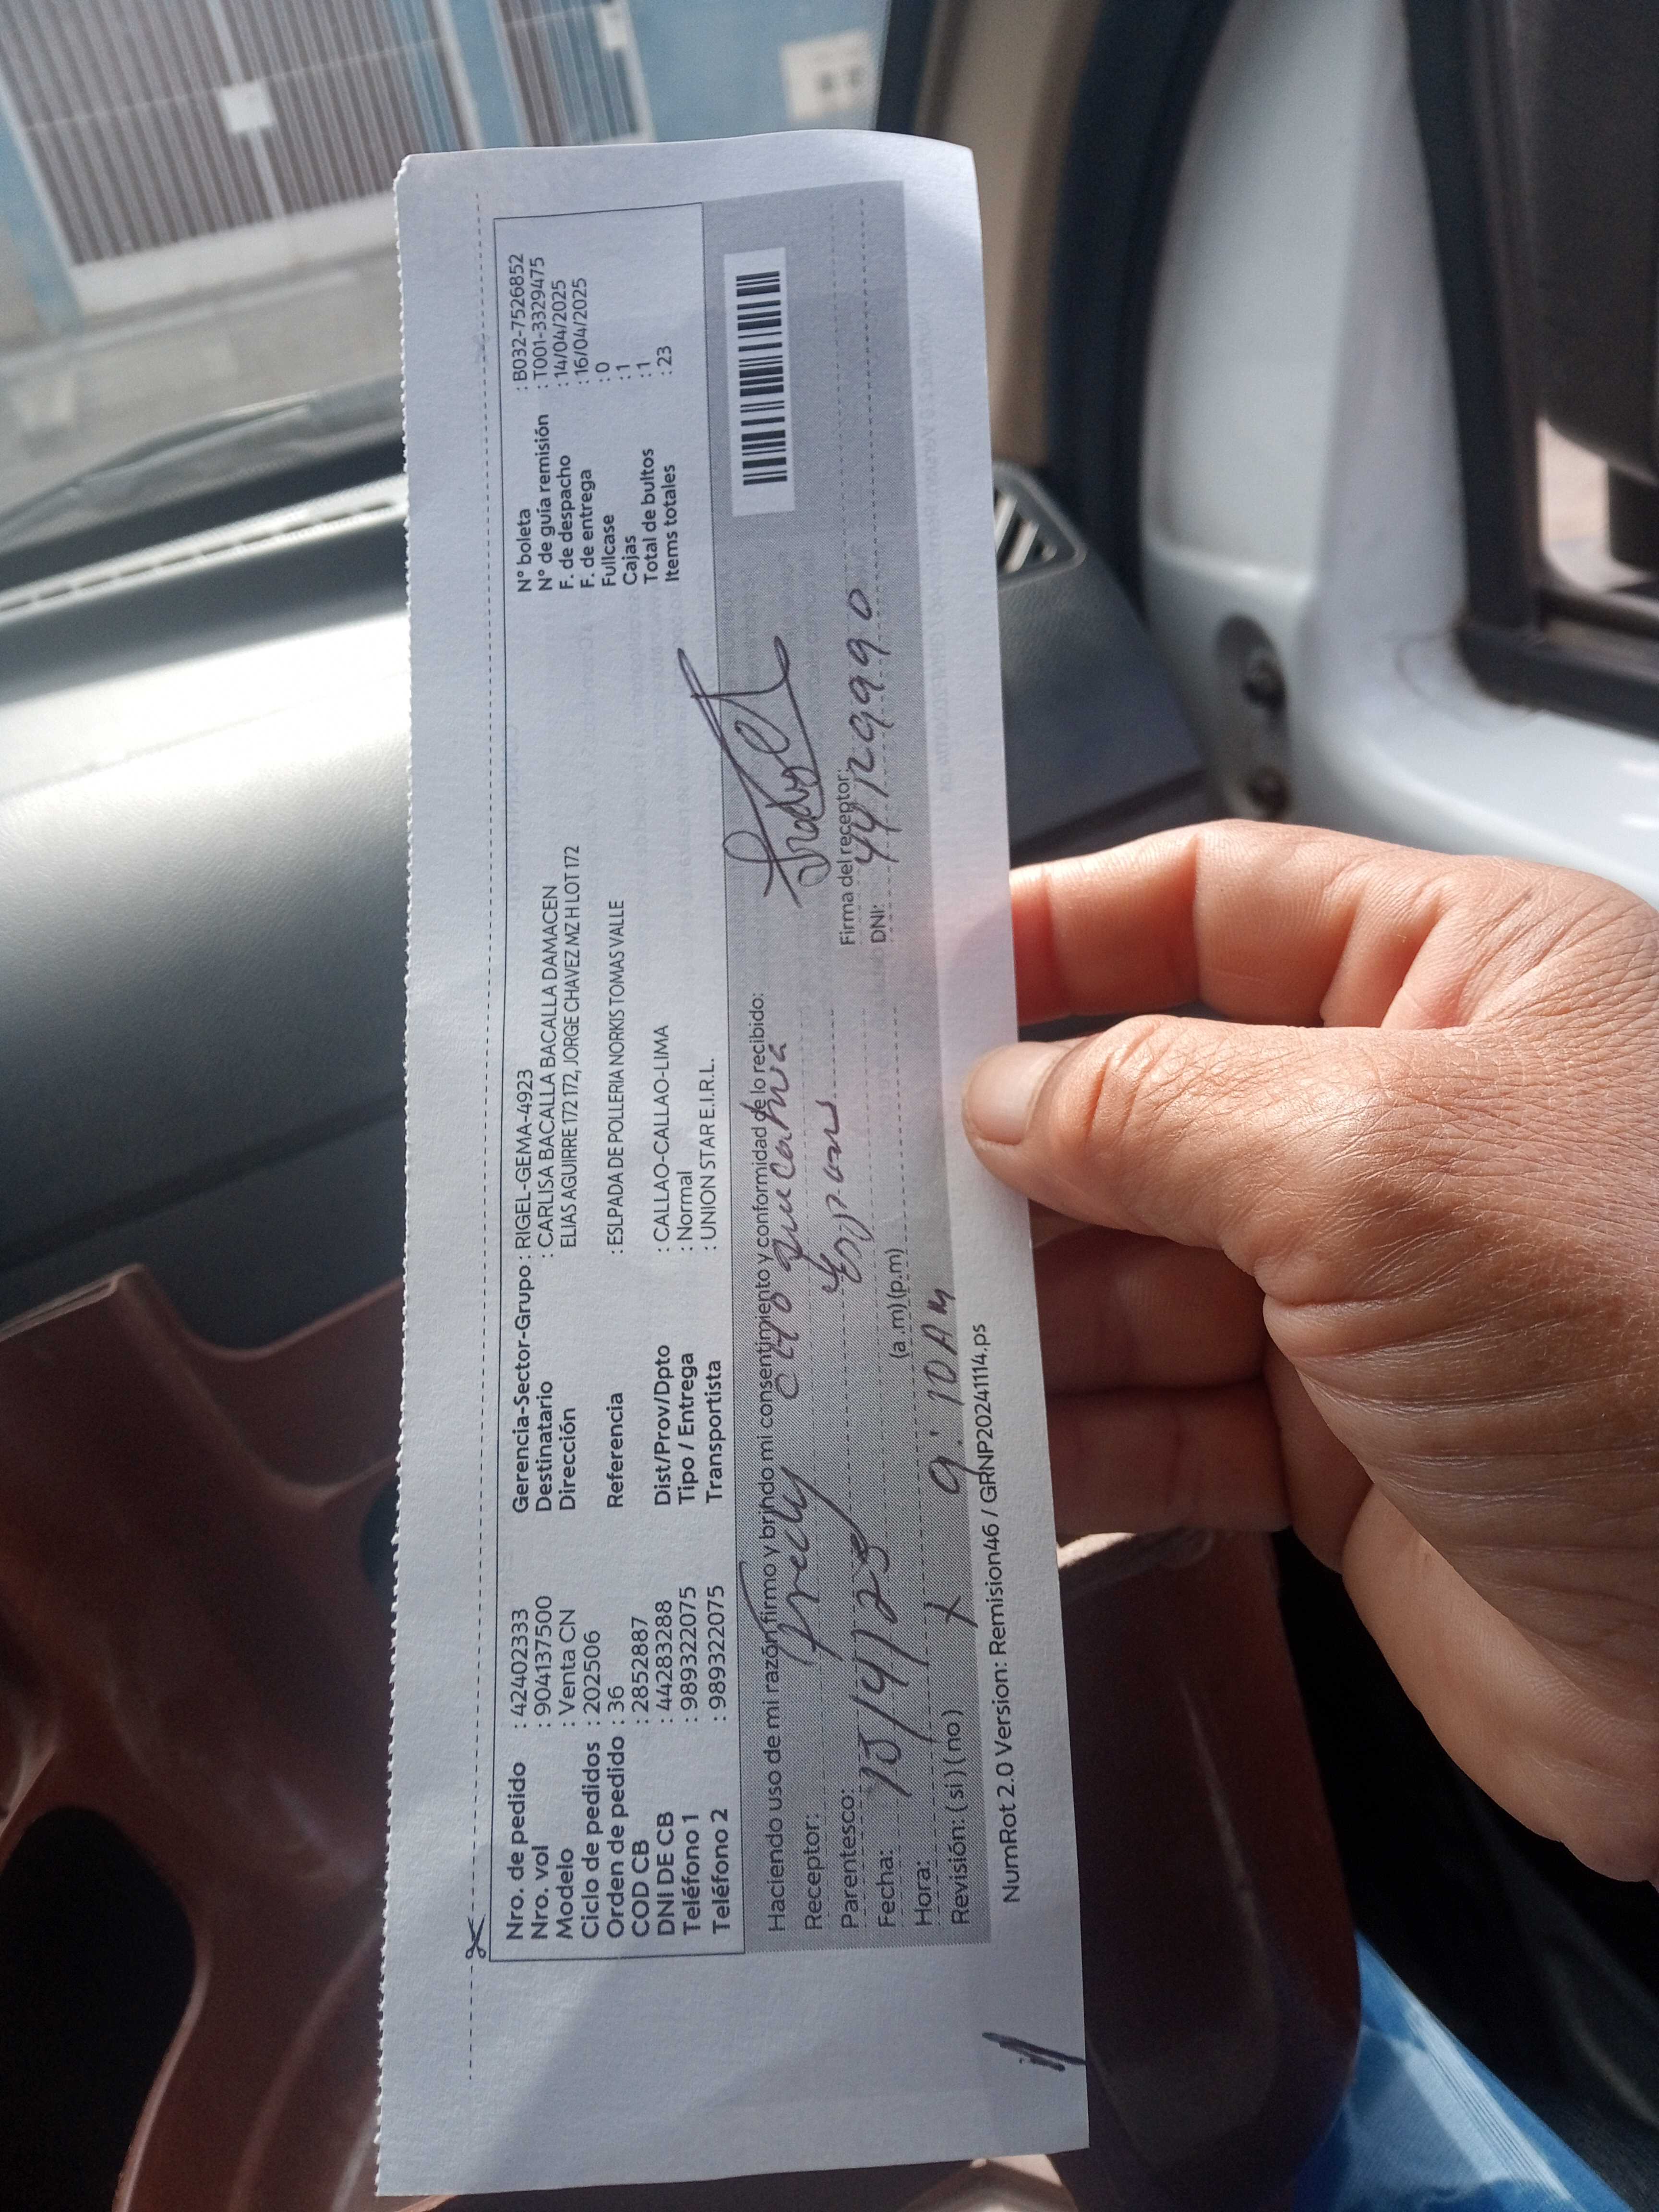 Nro. de pedido : 42402333
Nro. vol : 904137500
Modelo : Venta CN
Ciclo de pedidos : 202506
Orden de pedido : 36
COD CB : 2852887
DNI DE CB : 44283288
Teléfono 1 : 989322075
Teléfono 2 : 989322075
Gerencia-Sector-Grupo : RIGEL-GEMA-4923
Destinatario : CARLISA BACALLA BACALLA DAMACEN
Dirección ELIAS AGUIRRE 172 172, JORGE CHAVEZ MZ H LOT 172
Referencia : ESLPADA DE POLLERIA NORKIS TOMAS VALLE
Dist/Prov/Dpto : CALLAO-CALLAO-LIMA
Tipo / Entrega : Normal
Transportista : UNION STAR E.I.R.L.
N° boleta : B032-7526852
N° de guía remisión : T001-3329475
F. de despacho : 14/04/2025
F. de entrega : 16/04/2025
Fullcase : 0
Cajas : 1
Total de bultos : 1
Items totales : 23
Haciendo uso de mi razón firmo y brindo mi consentimiento y conformidad de lo recibido:
Receptor: Fredy
Parentesco:
Fecha: 15/4/25
Hora: 9:10 AM (a.m) (p.m)
Revisión: ( si ) ( no ) X
Firma del receptor:
DNI: 44129990
NumRot 2.0 Version: Remision46 / GRNP20241114.ps